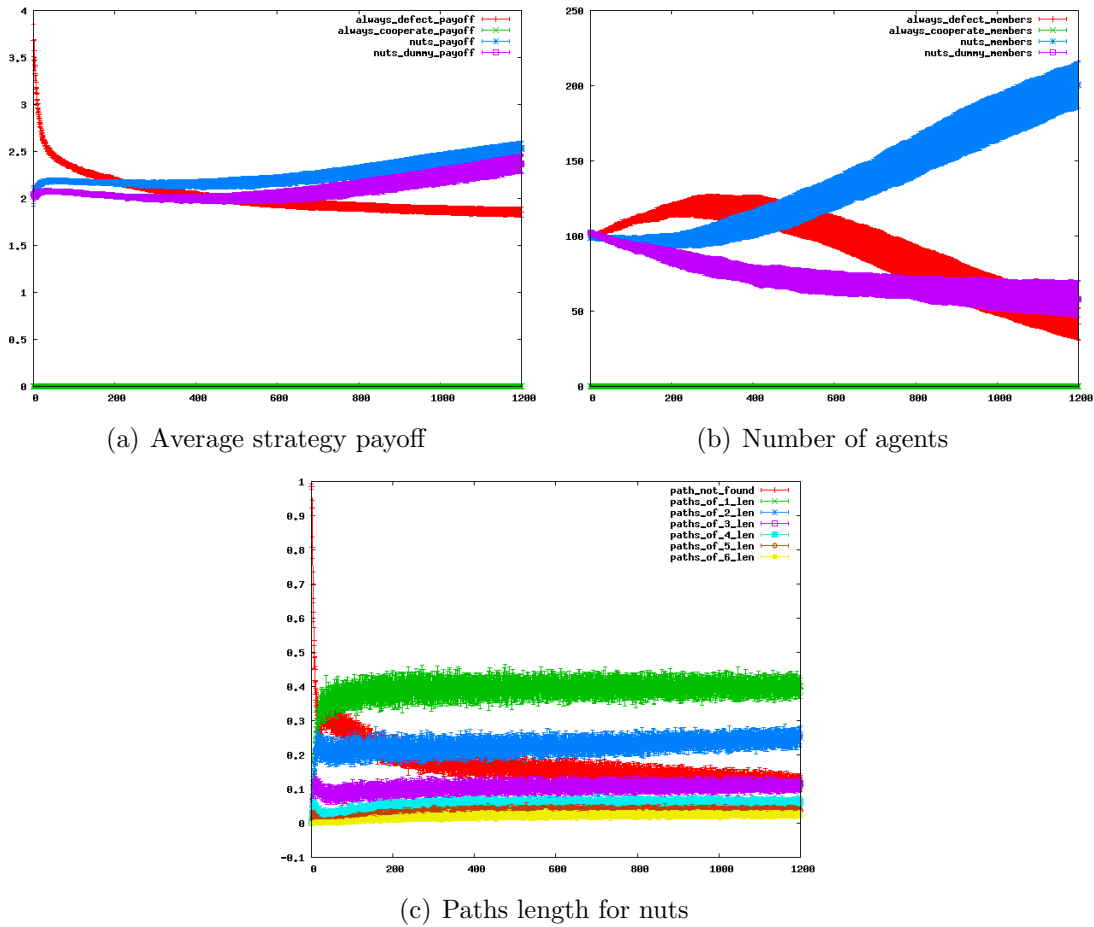 always_defect_payoff
always_cooperate_payoff
nuts_payoff
nuts_dummy_payoff
4
3.5
3
2.5
2
1.5
1
0.5
0
0 200 400 600 800 1000 1200
(a) Average strategy payoff
always_defect_members
always_cooperate_members
nuts_members
nuts_dummy_members
250
200
150
100
50
0
0 200 400 600 800 1000 1200
(b) Number of agents
path_not_found
paths_of_1_len
paths_of_2_len
paths_of_3_len
paths_of_4_len
paths_of_5_len
paths_of_6_len
1
0.9
0.8
0.7
0.6
0.5
0.4
0.3
0.2
0.1
0
-0.1
0 200 400 600 800 1000 1200
(c) Paths length for nuts